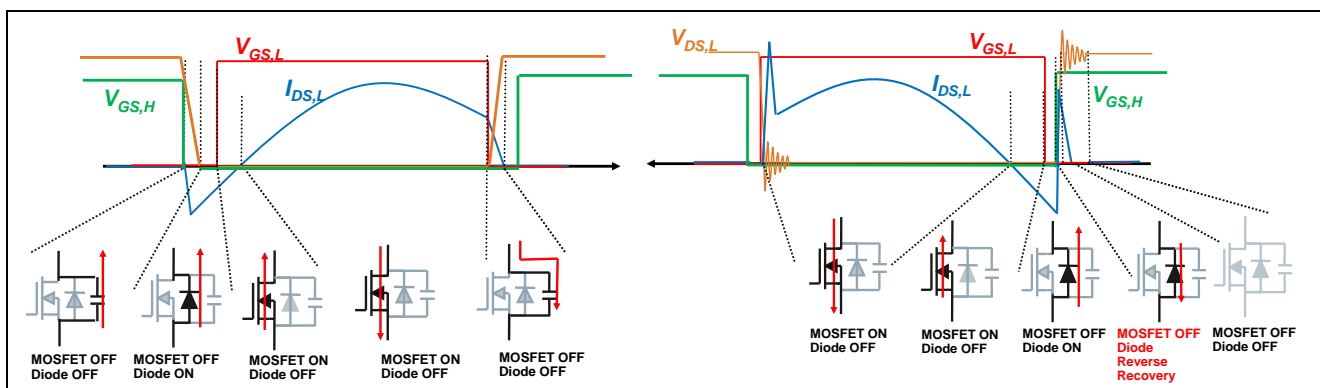 V_GS,L
V_GS,H
I_DS,L
MOSFET OFF
Diode OFF
MOSFET OFF
Diode ON
MOSFET ON
Diode OFF
MOSFET ON
Diode OFF
MOSFET OFF
Diode OFF
V_DS,L
V_GS,L
I_DS,L
V_GS,H
MOSFET ON
Diode OFF
MOSFET ON
Diode OFF
MOSFET OFF
Diode ON
MOSFET OFF
Diode
Reverse
Recovery
MOSFET OFF
Diode OFF